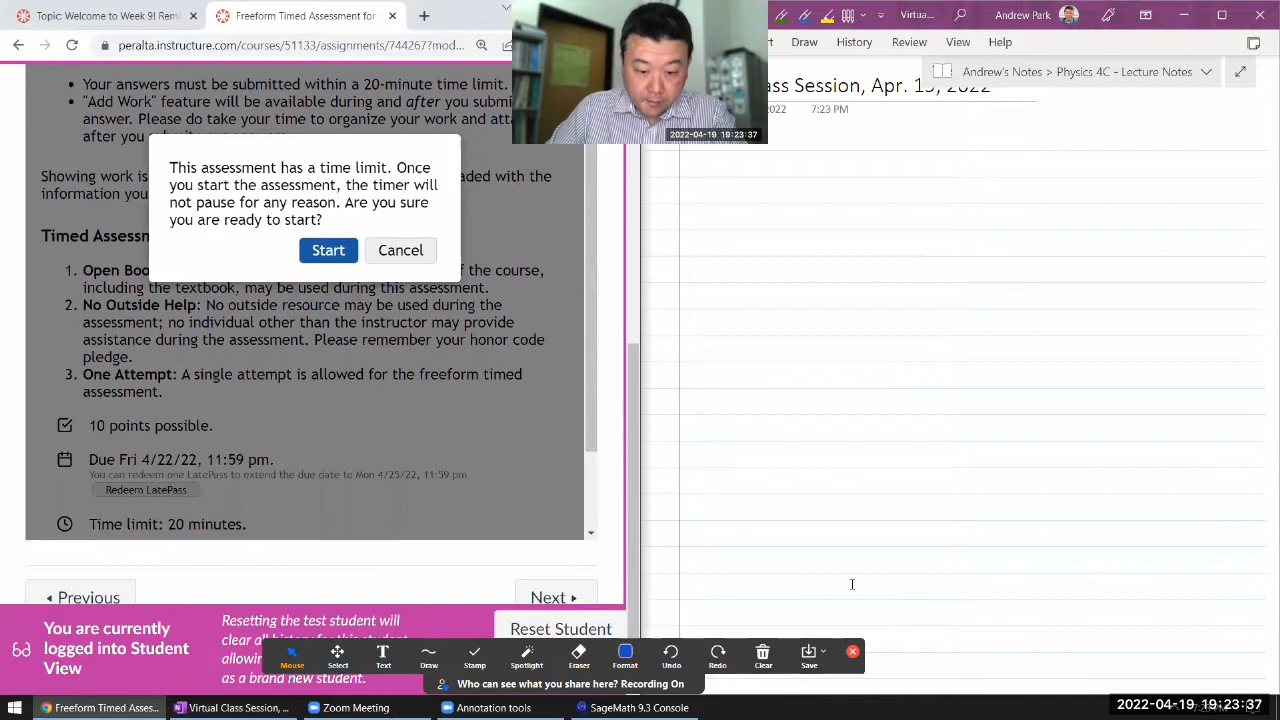 Topic: Welcome to Week 9! Remi
Freeform Timed Assessment for
Virtua...
Andrew Park
peralta.instructure.com/courses/51133/assignments/7442677mod...
Draw
History
Review
View
Help
Andrew's Notes > Physics 4C - Lecture Notes
ass Session, Apr. 19, 2022
2022
7:23 PM
2022-04-19 19:23:37
Your answers must be submitted within a 20-minute time limit.
"Add Work" feature will be available during and after you submi
answer. Please do take your time to organize your work and atta
after you submit your answers.
Showing work is
aded with the
information you
Timed Assessm
This assessment has a time limit. Once
you start the assessment, the timer will
not pause for any reason. Are you sure
you are ready to start?
Start
Cancel
1. Open Boo
f the course,
including the textbook, may be used during this assessment.
2. No Outside Help: No outside resource may be used during the
assessment; no individual other than the instructor may provide
assistance during the assessment. Please remember your honor code
pledge.
3. One Attempt: A single attempt is allowed for the freeform timed
assessment.
10 points possible.
Due Fri 4/22/22, 11:59 pm.
You can redeem one LatePass to extend the due date to Mon 4/25/22, 11:59 pm
Redeem LatePass
Time limit: 20 minutes.
Previous
Next
You are currently
logged into Student
View
Resetting the test student will
clear all history for this student
allowin
as a brand new student.
Reset Student
Mouse
Select
Text
Draw
Stamp
Spotlight
Eraser
Format
Undo
Redo
Clear
Save
Who can see what you share here? Recording On
Freeform Timed Asses...
Virtual Class Session, ...
Zoom Meeting
Annotation tools
SageMath 9.3 Console
2022-04-19 19:23:37